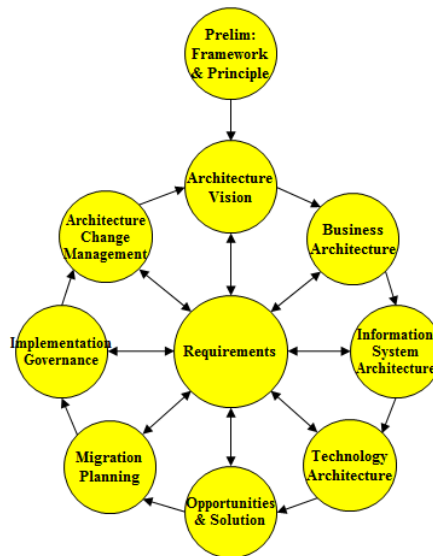 Prelim:
Framework
& Principle
Architecture
Vision
Architecture
Change
Management
Business
Architecture
Implementation
Governance
Requirements
Information
System
Architecture
Migration
Planning
Technology
Architecture
Opportunities
& Solution